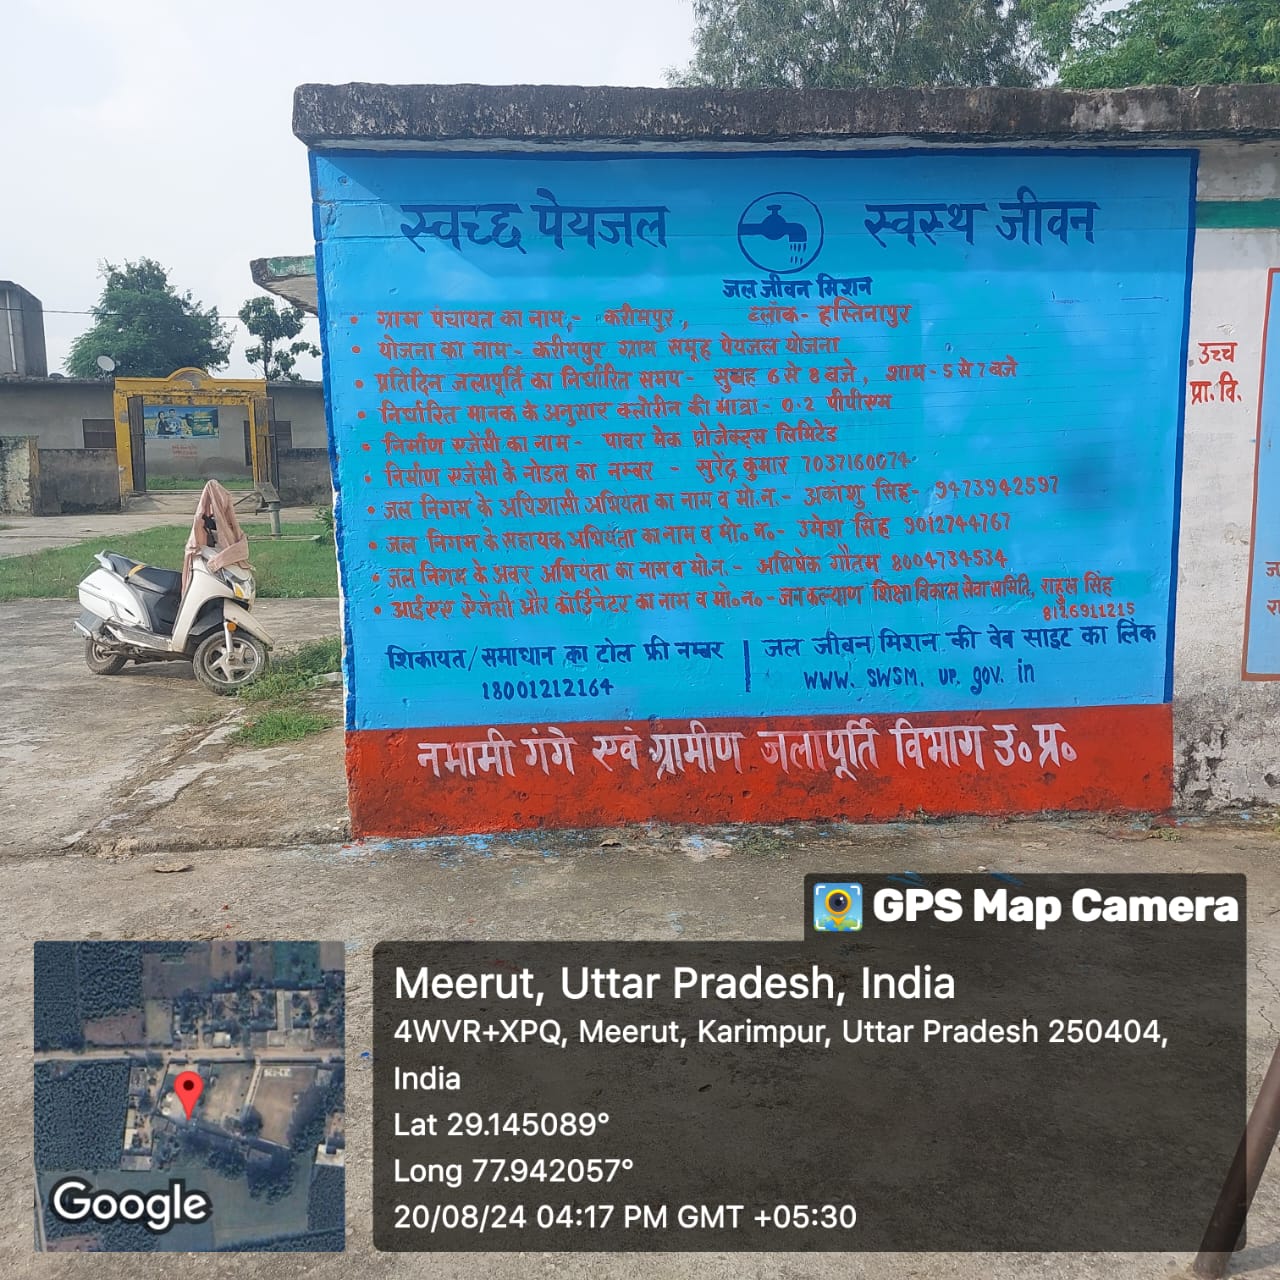 स्वच्छ पेयजल स्वस्थ जीवन
जल जीवन मिशन
• ग्राम पंचायत का नाम,- करीमपुर, ब्लॉक- हस्तिनापुर
• योजना का नाम- करीमपुर ग्राम समूह पेयजल योजना
• प्रतिदिन जलापूर्ति का निर्धारित समय- सुबह 6 से 8 बजे, शाम- 5 से 7 बजे
• निर्धारित मानक के अनुसार क्लोरीन की मात्रा- 0.2 पीपीएम
• निर्माण एजेंसी का नाम- पावर मेक प्रोजेक्ट्स लिमिटेड
• निर्माण एजेंसी के नोडल का नम्बर - सुरेंद्र कुमार 7037160074
• जल निगम के अधिशासी अभियंता का नाम व मो.न.- अकांशु सिंह- 9473942597
• जल निगम के सहायक अभियंता का नाम व मो० न०- उमेश सिंह 9012744767
• जल निगम के अवर अभियंता का नाम व मो.न.- अभिषेक गौतम 8004734534
• आईएसए ऐजेंसी और कॉर्डिनेटर का नाम व मो०न०- जन कल्याण शिक्षा विकास सेवा समिति, राहुल सिंह
शिकायत/समाधान का टोल फ्री नम्बर
18001212164
जल जीवन मिशन की वेब साइट का लिंक
WWW. SWSM. UP. gov. in
नमामी गंगे एवं ग्रामीण जलापूर्ति विभाग उ० प्र०
उच्च
प्रा. वि.
GPS Map Camera
Meerut, Uttar Pradesh, India
4WVR+XPQ, Meerut, Karimpur, Uttar Pradesh 250404,
India
Lat 29.145089°
Long 77.942057°
20/08/24 04:17 PM GMT +05:30
Google